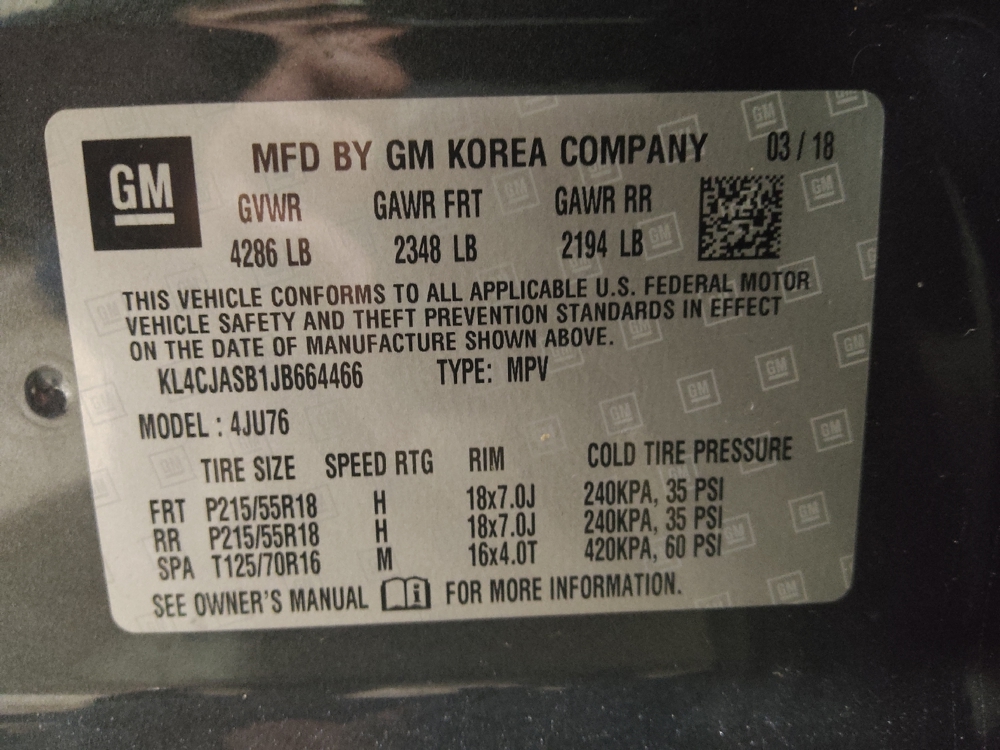 GM
MFD BY GM KOREA COMPANY 03 / 18
GVWR GAWR FRT GAWR RR
4286 LB 2348 LB 2194 LB
THIS VEHICLE CONFORMS TO ALL APPLICABLE U.S. FEDERAL MOTOR
VEHICLE SAFETY AND THEFT PREVENTION STANDARDS IN EFFECT
ON THE DATE OF MANUFACTURE SHOWN ABOVE.
KL4CJASB1JB664466 TYPE: MPV
MODEL : 4JU76
TIRE SIZE SPEED RTG RIM COLD TIRE PRESSURE
FRT P215/55R18 H 18x7.0J 240KPA, 35 PSI
RR P215/55R18 H 18x7.0J 240KPA, 35 PSI
SPA T125/70R16 M 16x4.0T 420KPA, 60 PSI
SEE OWNER'S MANUAL i FOR MORE INFORMATION.